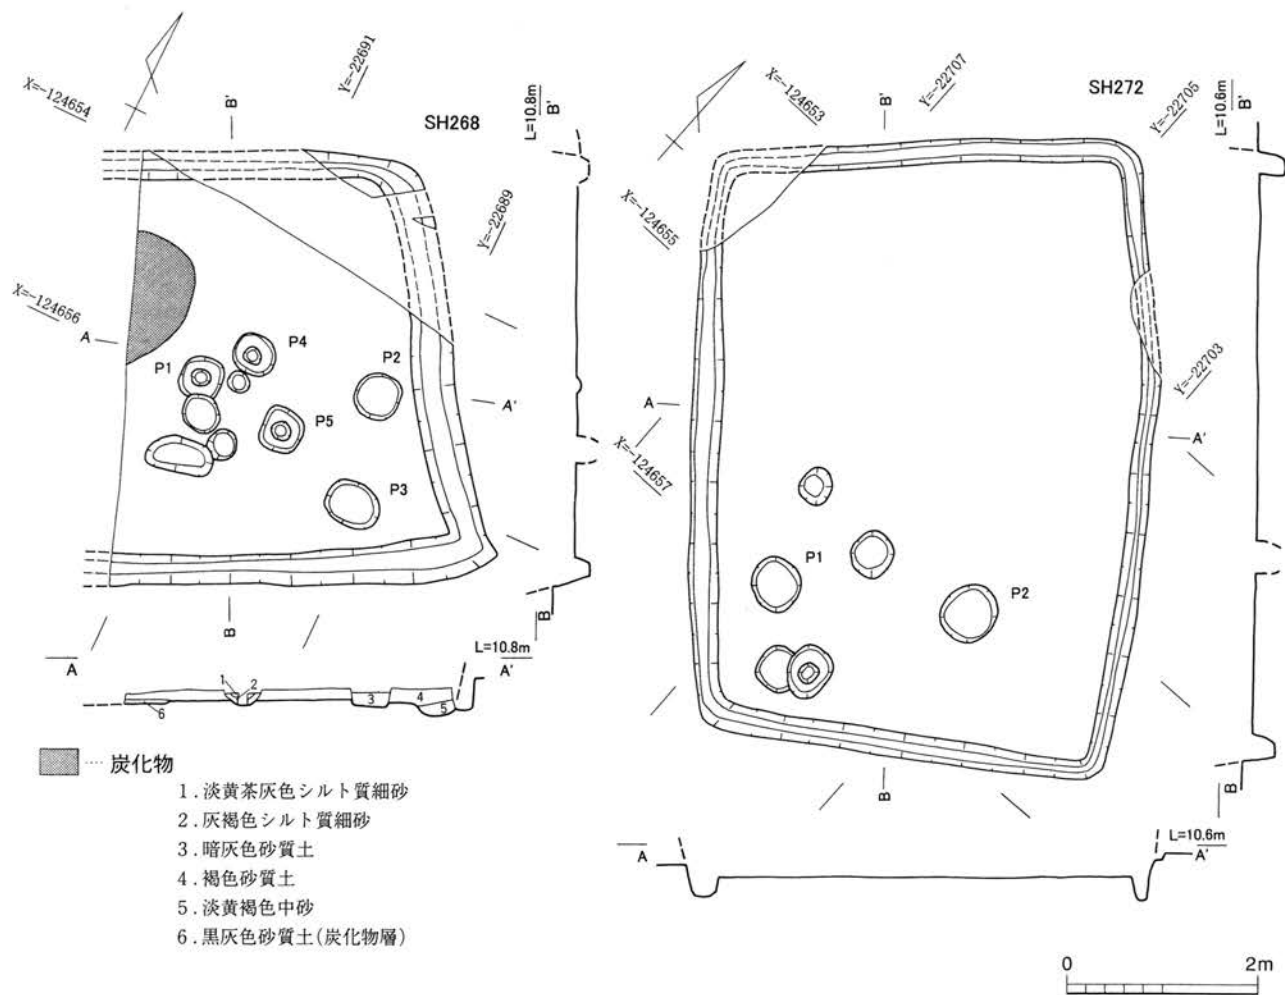 X=-124654
Y=-22691
B'
SH268
L=10.8m
B'
Y=-22689
X=-124656
A
P4
P1
P2
A'
P5
P3
B
B
L=10.8m
A
A'
1
2
3
4
5
6
炭化物
1.淡黄茶灰色シルト質細砂
2.灰褐色シルト質細砂
3.暗灰色砂質土
4.褐色砂質土
5.淡黄褐色中砂
6.黒灰色砂質土(炭化物層)
X=-124653
Y=-22707
B'
SH272
Y=-22705
L=10.6m
B'
X=-124655
Y=-22703
A
A'
X=-124657
P1
P2
B
B
L=10.6m
A
A'
0
2m